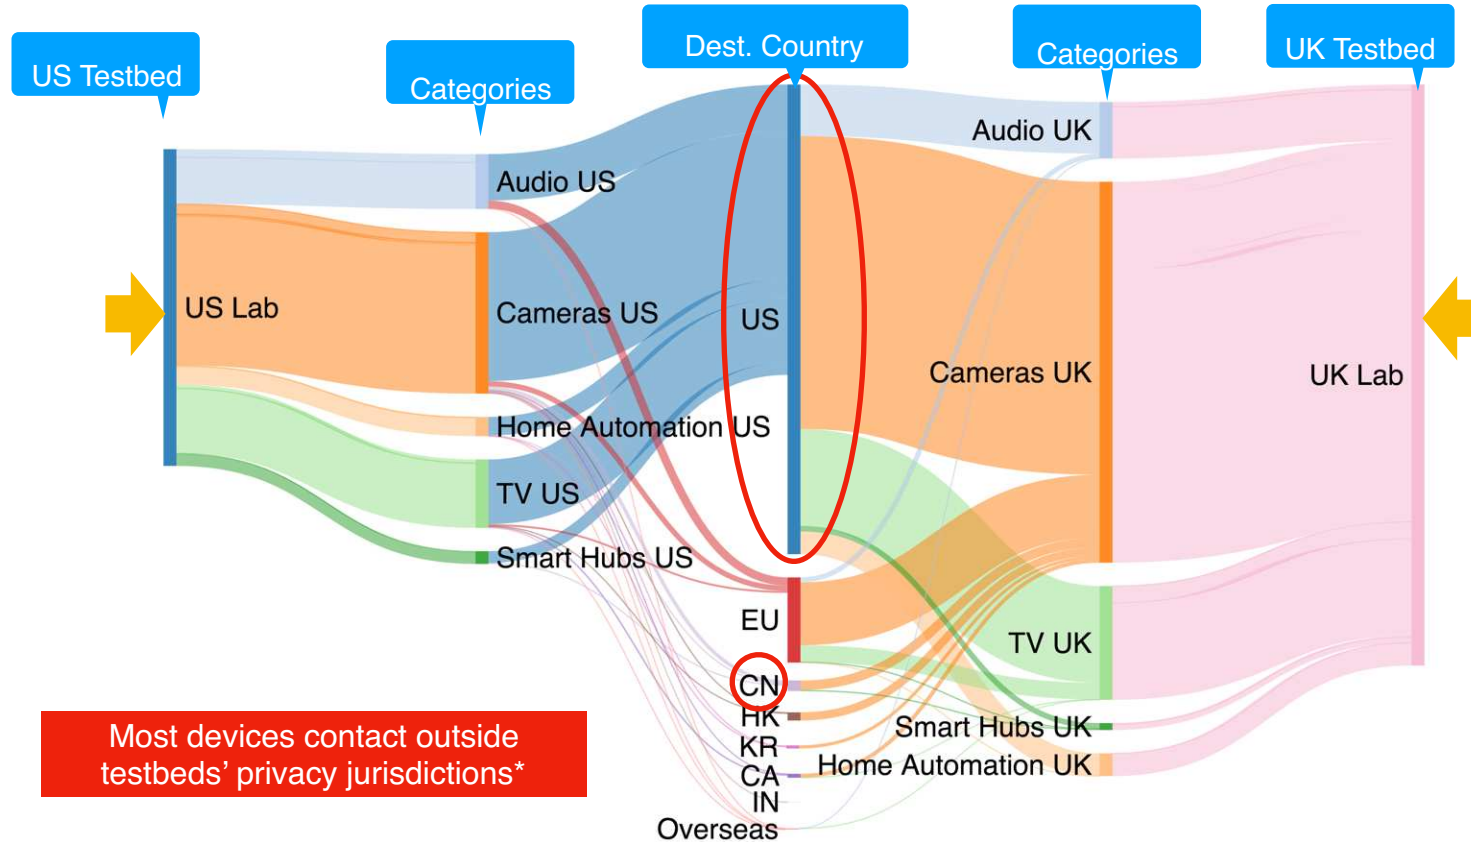 US Testbed
Categories
Dest. Country
Categories
UK Testbed
US Lab
Audio US
Cameras US
Home Automation US
TV US
Smart Hubs US
US
EU
CN
HK
KR
CA
IN
Overseas
Audio UK
Cameras UK
TV UK
Smart Hubs UK
Home Automation UK
UK Lab
Most devices contact outside
testbeds’ privacy jurisdictions*